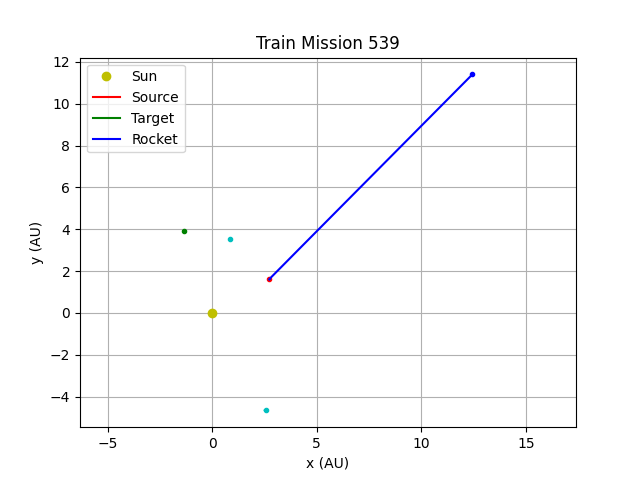 Train Mission 539
Sun
Source
Target
Rocket
12
10
8
6
4
2
0
−2
−4
y (AU)
−5
0
5
10
15
x (AU)